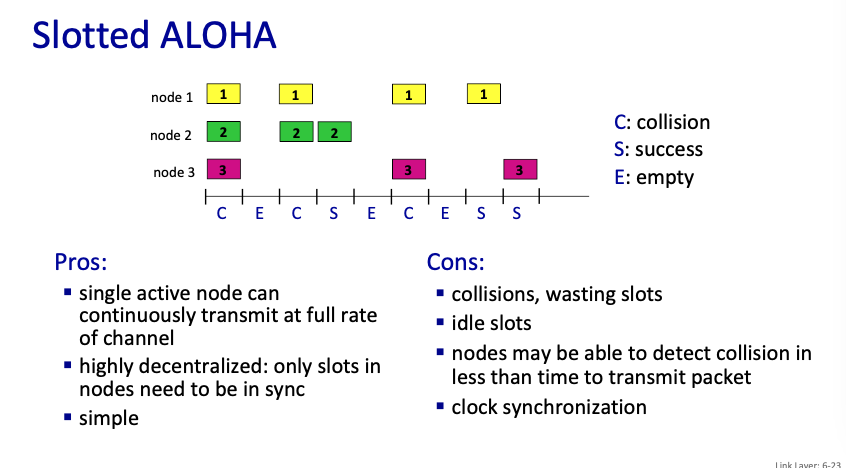 Slotted ALOHA
node 1 1 1 1 1
node 2 2 2 2
node 3 3 3 3
C E C S E C E S S
C: collision
S: success
E: empty
Pros:
▪ single active node can
continuously transmit at full rate
of channel
▪ highly decentralized: only slots in
nodes need to be in sync
▪ simple
Cons:
▪ collisions, wasting slots
▪ idle slots
▪ nodes may be able to detect collision in
less than time to transmit packet
▪ clock synchronization
Link Layer: 6-23